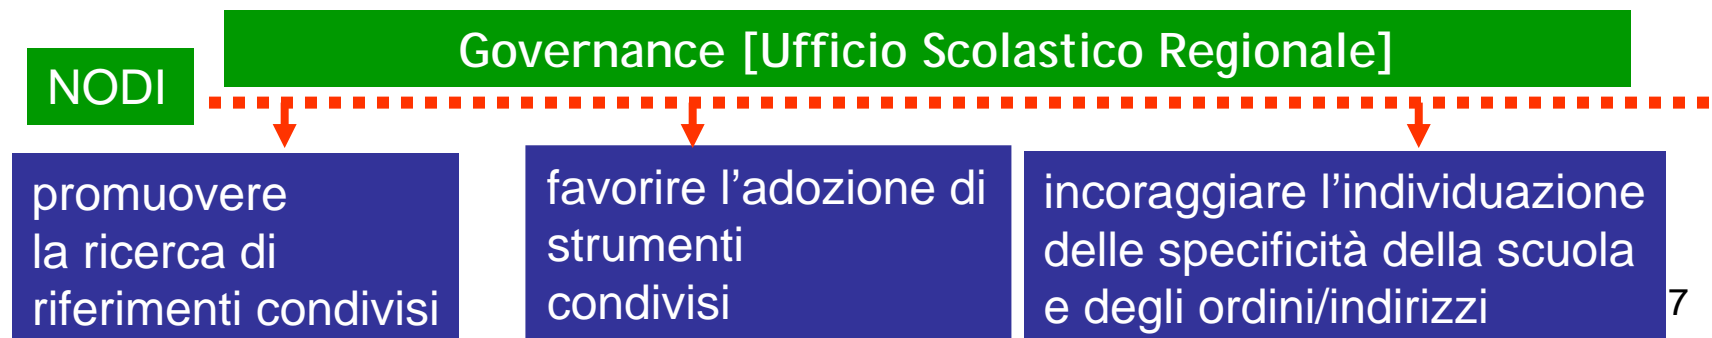 Governance [Ufficio Scolastico Regionale]
NODI
promuovere
la ricerca di
riferimenti condivisi
favorire l’adozione di
strumenti
condivisi
incoraggiare l’individuazione
delle specificità della scuola
e degli ordini/indirizzi
7